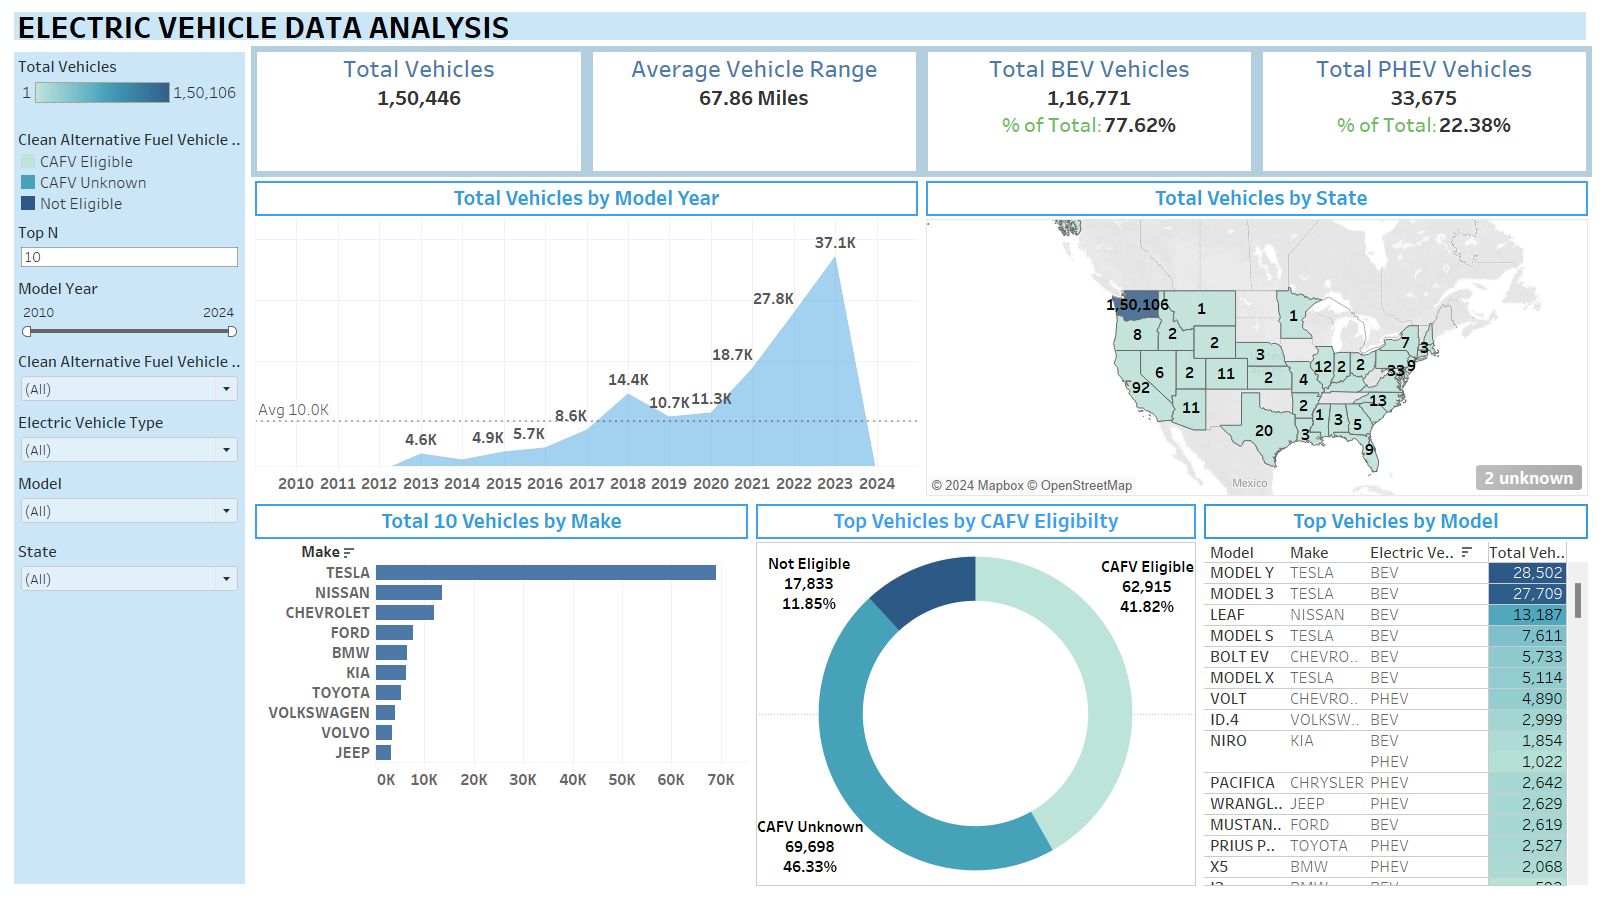 ELECTRIC VEHICLE DATA ANALYSIS
Total Vehicles
1 1,50,106
Clean Alternative Fuel Vehicle ..
CAFV Eligible
CAFV Unknown
Not Eligible
Top N
10
Model Year
2010 2024
Clean Alternative Fuel Vehicle ..
(All)
Electric Vehicle Type
(All)
Model
(All)
State
(All)
Total Vehicles
1,50,446
Average Vehicle Range
67.86 Miles
Total BEV Vehicles
1,16,771
% of Total: 77.62%
Total PHEV Vehicles
33,675
% of Total: 22.38%
Total Vehicles by Model Year
37.1K
27.8K
18.7K
14.4K
10.7K 11.3K
Avg 10.0K
8.6K
4.6K 4.9K 5.7K
2010 2011 2012 2013 2014 2015 2016 2017 2018 2019 2020 2021 2022 2023 2024
Total Vehicles by State
1,50,106 1 1
8 2 2 7 3
3
6 2 11 2 4 12 2 2 33 9
92
11 2 1 3 5 13
20 3 9
Mexico
© 2024 Mapbox © OpenStreetMap
2 unknown
Total 10 Vehicles by Make
Make
TESLA
NISSAN
CHEVROLET
FORD
BMW
KIA
TOYOTA
VOLKSWAGEN
VOLVO
JEEP
0K 10K 20K 30K 40K 50K 60K 70K
Top Vehicles by CAFV Eligibilty
Not Eligible
17,833
11.85%
CAFV Eligible
62,915
41.82%
CAFV Unknown
69,698
46.33%
Top Vehicles by Model
Model Make Electric Ve.. Total Veh..
MODEL Y TESLA BEV 28,502
MODEL 3 TESLA BEV 27,709
LEAF NISSAN BEV 13,187
MODEL S TESLA BEV 7,611
BOLT EV CHEVRO.. BEV 5,733
MODEL X TESLA BEV 5,114
VOLT CHEVRO.. PHEV 4,890
ID.4 VOLKSW.. BEV 2,999
NIRO KIA BEV 1,854
PHEV 1,022
PACIFICA CHRYSLER PHEV 2,642
WRANGL.. JEEP PHEV 2,629
MUSTAN.. FORD BEV 2,619
PRIUS P.. TOYOTA PHEV 2,527
X5 BMW PHEV 2,068